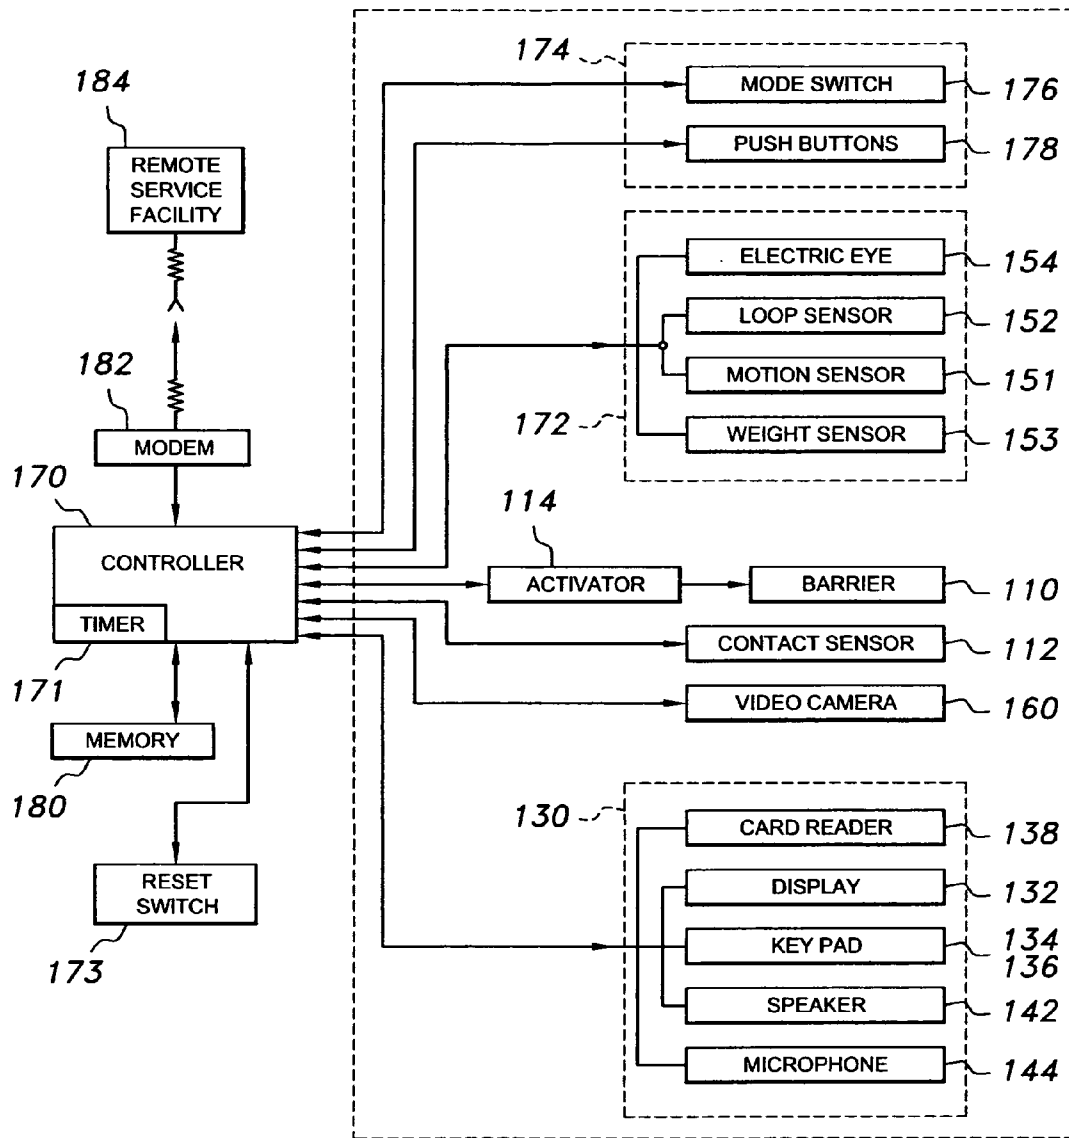 174
MODE SWITCH
176
PUSH BUTTONS
178
184
REMOTE
SERVICE
FACILITY
ELECTRIC EYE
154
LOOP SENSOR
152
MOTION SENSOR
151
172
WEIGHT SENSOR
153
182
MODEM
170
CONTROLLER
TIMER
171
114
ACTIVATOR
BARRIER
110
CONTACT SENSOR
112
VIDEO CAMERA
160
MEMORY
180
RESET
SWITCH
173
130
CARD READER
138
DISPLAY
132
KEY PAD
134
136
SPEAKER
142
MICROPHONE
144